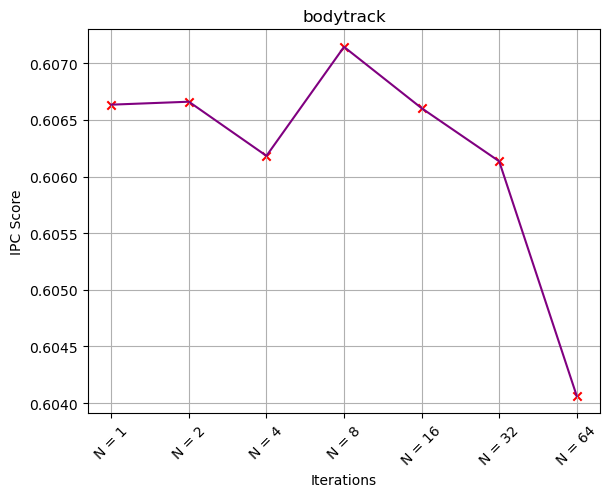 bodytrack
0.6070
0.6065
0.6060
0.6055
0.6050
0.6045
0.6040
IPC Score
N = 1
N = 2
N = 4
N = 8
N = 16
N = 32
N = 64
Iterations